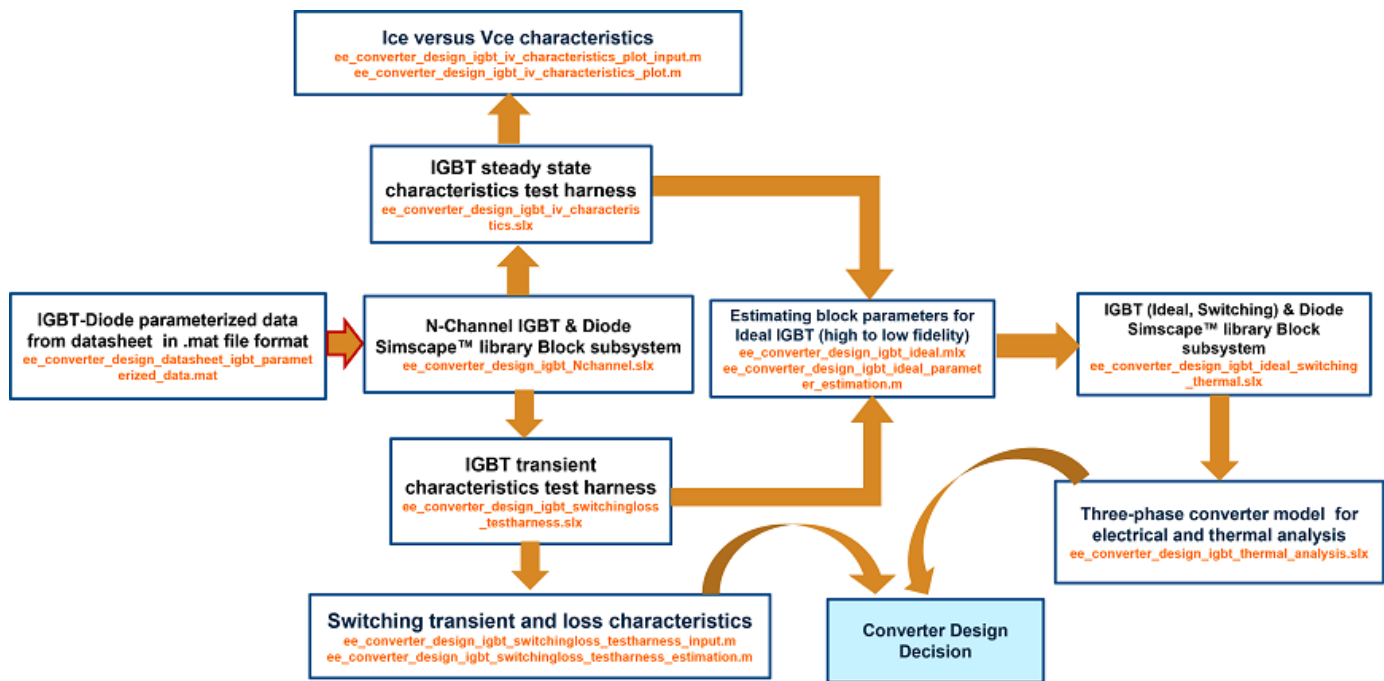 Ice versus Vce characteristics
ee_converter_design_igbt_iv_characteristics_plot_input.m
ee_converter_design_igbt_iv_characteristics_plot.m
IGBT steady state
characteristics test harness
ee_converter_design_igbt_iv_characteris
tics.slx
IGBT-Diode parameterized data
from datasheet in .mat file format
ee_converter_design_datasheet_igbt_paramet
erized_data.mat
N-Channel IGBT & Diode
Simscape™ library Block subsystem
ee_converter_design_igbt_Nchannel.slx
Estimating block parameters for
Ideal IGBT (high to low fidelity)
ee_converter_design_igbt_ideal.mlx
ee_converter_design_igbt_ideal_paramet
er_estimation.m
IGBT (Ideal, Switching) & Diode
Simscape™ library Block
subsystem
ee_converter_design_igbt_ideal_switching
_thermal.slx
IGBT transient
characteristics test harness
ee_converter_design_igbt_switchingloss
_testharness.slx
Three-phase converter model for
electrical and thermal analysis
ee_converter_design_igbt_thermal_analysis.slx
Switching transient and loss characteristics
ee_converter_design_igbt_switchingloss_testharness_input.m
ee_converter_design_igbt_switchingloss_testharness_estimation.m
Converter Design
Decision